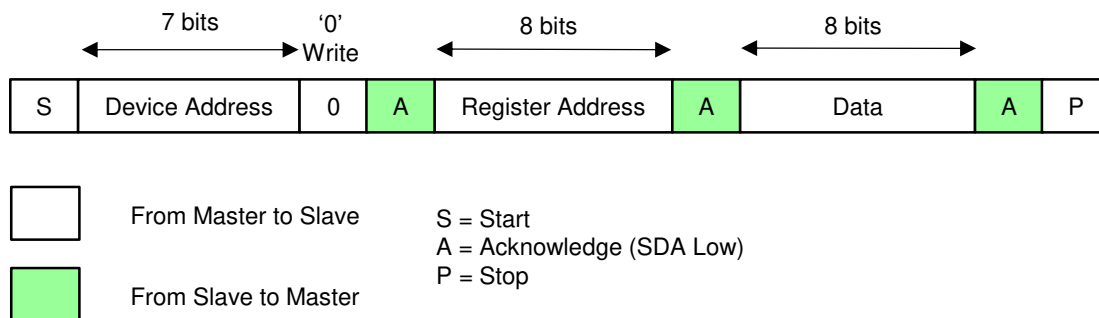 7 bits ‘0’ 8 bits 8 bits
Write
S Device Address 0 A Register Address A Data A P
From Master to Slave
S = Start
A = Acknowledge (SDA Low)
P = Stop
From Slave to Master